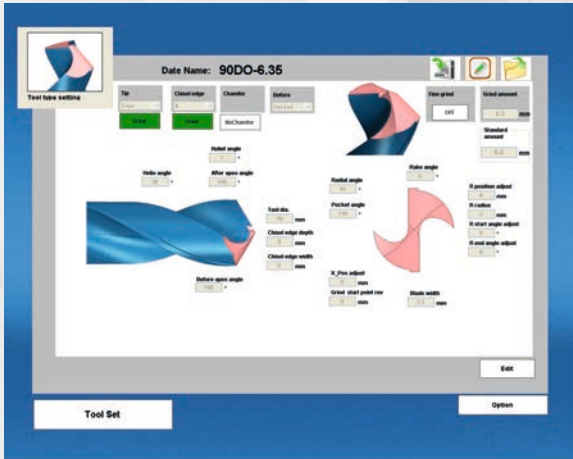 Date Name: 90DO-6.35
Tool type setting
Tip
Chisel edge
Chamfer
Before
Fine grind
Grind amount
Grind
Grind
NoChamfer
OFF
Standard
amount
mm
mm
Relief angle
Helix angle
After apex angle
Rake angle
Radial angle
Pocket angle
R position adjust
mm
R radius
mm
R start angle adjust
R end angle adjust
Tool dia.
mm
Chisel edge depth
mm
Chisel edge width
mm
Before apex angle
X_Pos adjust
mm
Grind start point rev
mm
Blade width
mm
Edit
Tool Set
Option